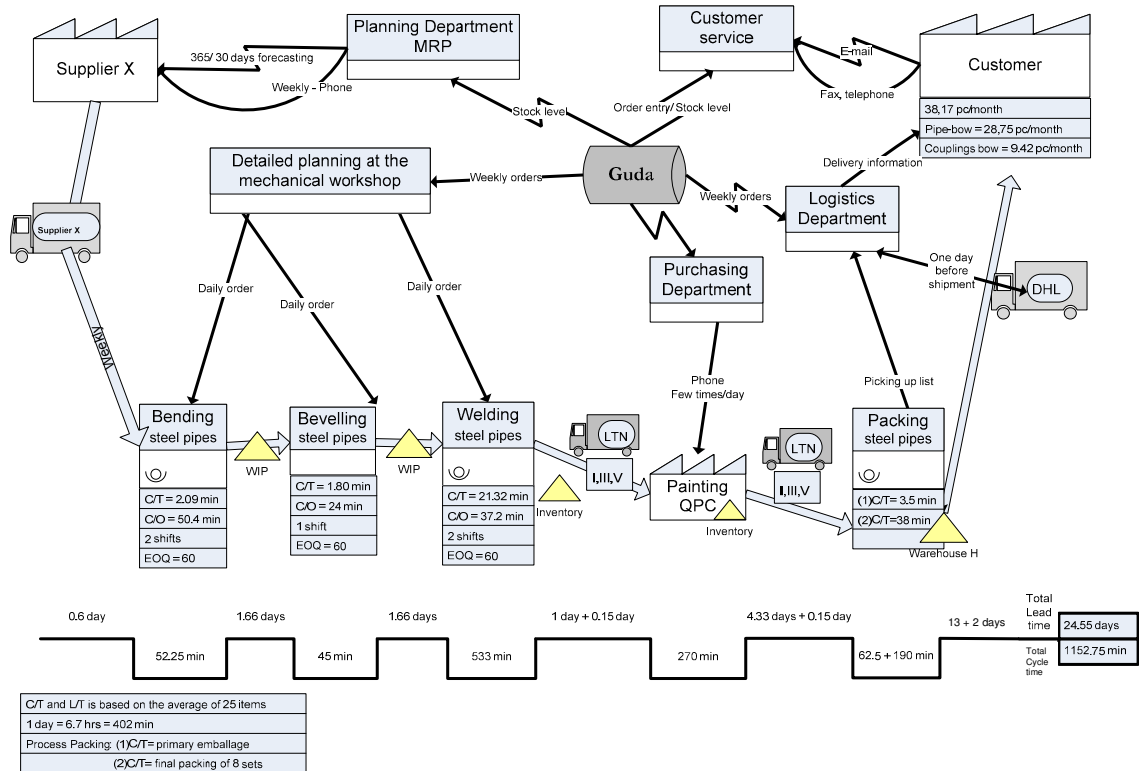 Supplier X
365/ 30 days forecasting
Weekly - Phone
Planning Department
MRP
Customer
service
E-mail
Fax, telephone
Customer
38,17 pc/month
Pipe-bow = 28,75 pc/month
Couplings bow = 9.42 pc/month
Stock level
Order entry/ Stock level
Detailed planning at the
mechanical workshop
Weekly orders
Guda
Weekly orders
Delivery information
Logistics
Department
Supplier X
Purchasing
Department
One day
before
shipment
DHL
Daily order
Daily order
Daily order
Weekly
Phone
Few times/day
Picking up list
Bending
steel pipes
C/T = 2.09 min
C/O = 50.4 min
2 shifts
EOQ = 60
WIP
Bevelling
steel pipes
C/T = 1.80 min
C/O = 24 min
1 shift
EOQ = 60
WIP
Welding
steel pipes
C/T = 21.32 min
C/O = 37.2 min
2 shifts
EOQ = 60
LTN
I,III,V
Inventory
Painting
QPC
Inventory
LTN
I,III,V
Packing
steel pipes
(1)C/T= 3.5 min
(2)C/T=38 min
Warehouse H
0.6 day
1.66 days
1.66 days
1 day + 0.15 day
4.33 days + 0.15 day
13 + 2 days
52.25 min
45 min
533 min
270 min
62.5 + 190 min
Total
Lead
time
24.55 days
Total
Cycle
time
1152.75 min
C/T and L/T is based on the average of 25 items
1 day = 6.7 hrs = 402 min
Process Packing: (1)C/T= primary emballage
(2)C/T= final packing of 8 sets